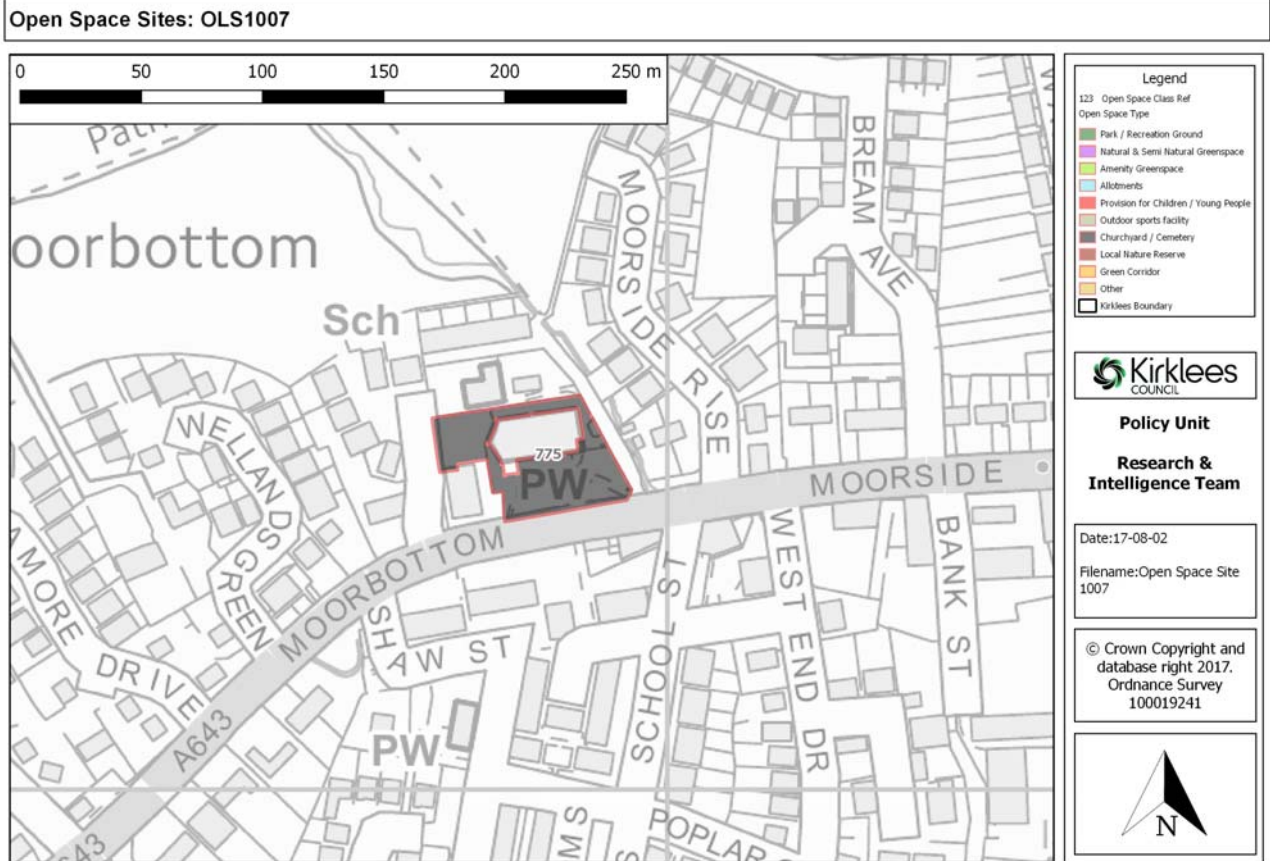 Open Space Sites: OLS1007
0 50 100 150 200 250 m
Path
oorbottom
Sch
MOORSIDE RISE
BREAM AVE
WELLANDS GREEN
775
PW
MOORBOTTOM
MOORSIDE
AMORE DRIVE
A643
SHAW ST
SCHOOL ST
WEST END DR
BANK ST
PW
643
MS
POPLAR
Legend
123 Open Space Class Ref
Open Space Type
Park / Recreation Ground
Natural & Semi Natural Greenspace
Amenity Greenspace
Allotments
Provision for Children / Young People
Outdoor sports facility
Churchyard / Cemetery
Local Nature Reserve
Green Corridor
Other
Kirklees Boundary
Kirklees
COUNCIL
Policy Unit
Research &
Intelligence Team
Date:17-08-02
Filename:Open Space Site
1007
© Crown Copyright and
database right 2017.
Ordnance Survey
100019241
N